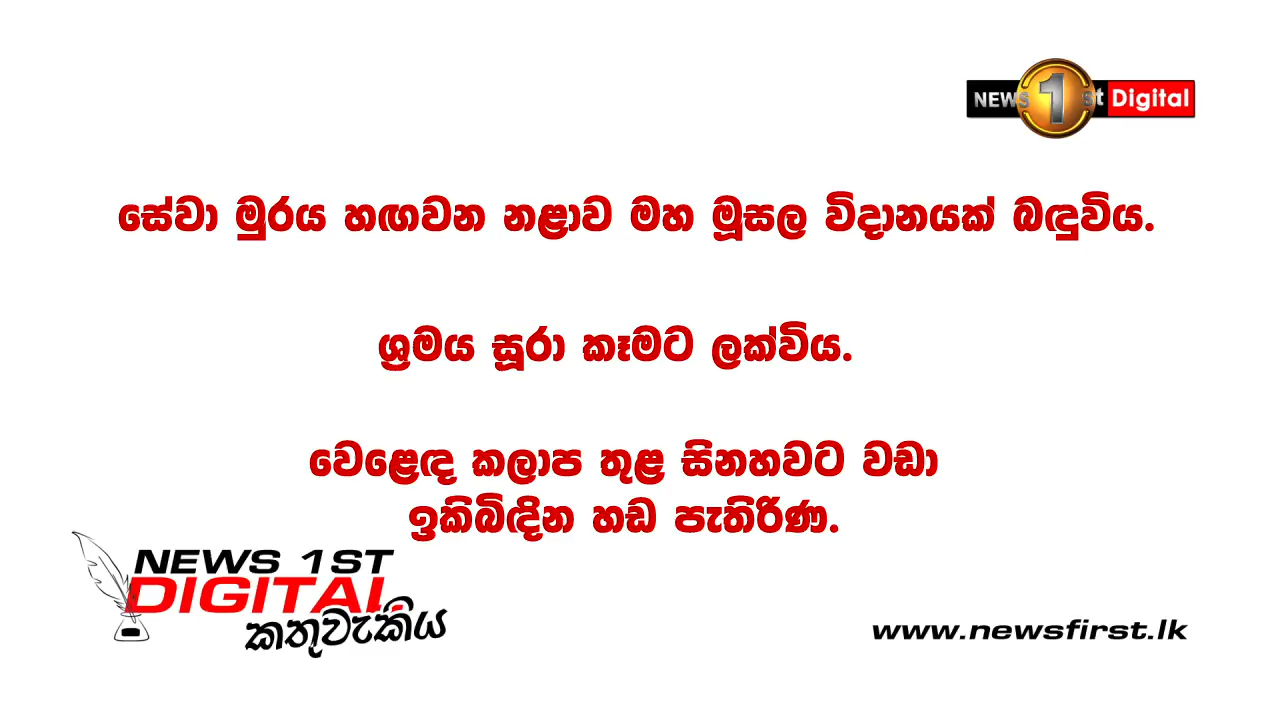 NEWS 1st Digital
සේවා මුරය හඟවන නළාව මහ මූසල විදානයක් බඳුවිය.
ශ්‍රමය සූරා කෑමට ලක්විය.
වෙළෙඳ කලාප තුළ සිනහවට වඩා
ඉකිබිඳින හඩ පැතිරිණ.
NEWS 1ST
DIGITAL
කතුවැකිය
www.newsfirst.lk